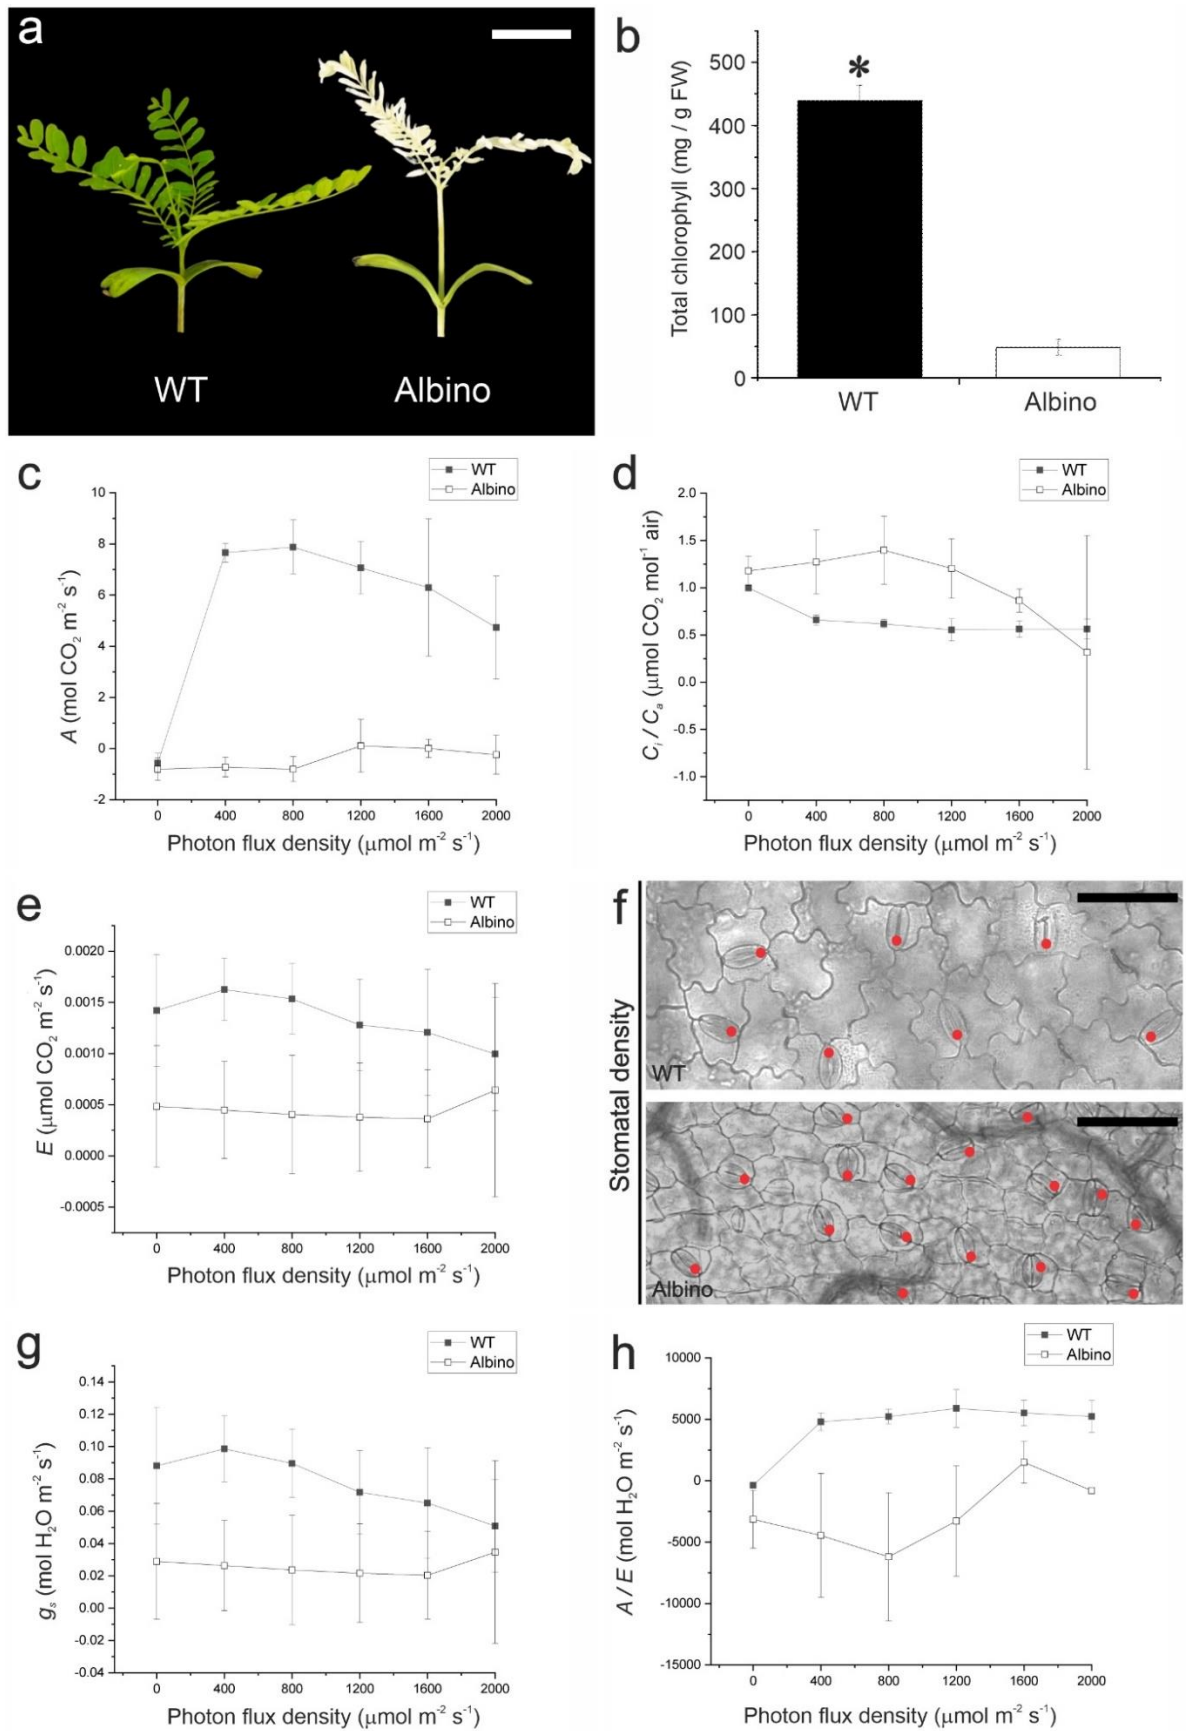 a
WT
Albino
b
Total chlorophyll (mg / g FW)
500
400
300
200
100
0
*
WT
Albino
c
WT
Albino
A (mol CO2 m-2 s-1)
10
8
6
4
2
0
-2
0 400 800 1200 1600 2000
Photon flux density (μmol m-2 s-1)
d
WT
Albino
Ci / Ca (μmol CO2 mol-1 air)
2.0
1.5
1.0
0.5
0.0
-0.5
-1.0
0 400 800 1200 1600 2000
Photon flux density (μmol m-2 s-1)
e
WT
Albino
E (μmol CO2 m-2 s-1)
0.0020
0.0015
0.0010
0.0005
0.0000
-0.0005
0 400 800 1200 1600 2000
Photon flux density (μmol m-2 s-1)
f
Stomatal density
WT
Albino
g
WT
Albino
gs (mol H2O m-2 s-1)
0.14
0.12
0.10
0.08
0.06
0.04
0.02
0.00
-0.02
-0.04
0 400 800 1200 1600 2000
Photon flux density (μmol m-2 s-1)
h
WT
Albino
A / E (mol H2O m-2 s-1)
10000
5000
0
-5000
-10000
-15000
0 400 800 1200 1600 2000
Photon flux density (μmol m-2 s-1)